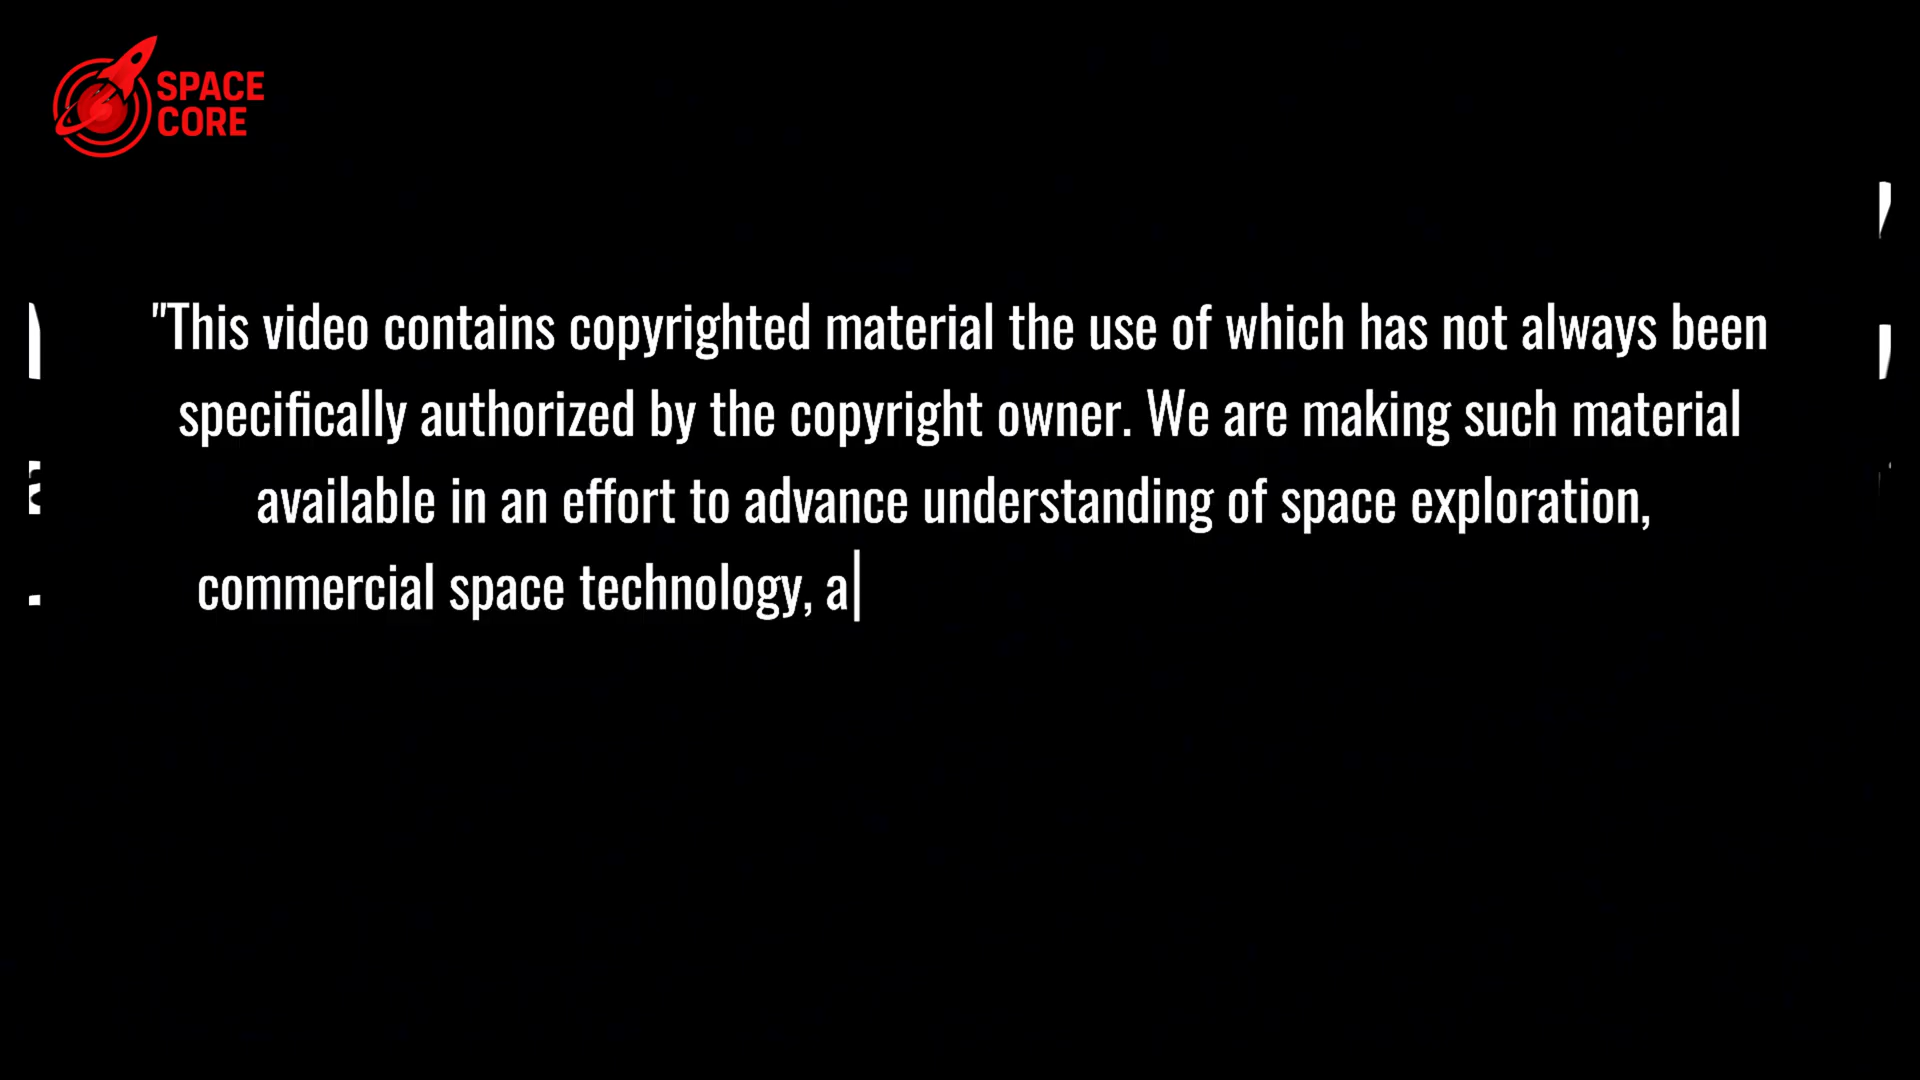 SPACE
CORE
"This video contains copyrighted material the use of which has not always been
specifically authorized by the copyright owner. We are making such material
available in an effort to advance understanding of space exploration,
commercial space technology, a